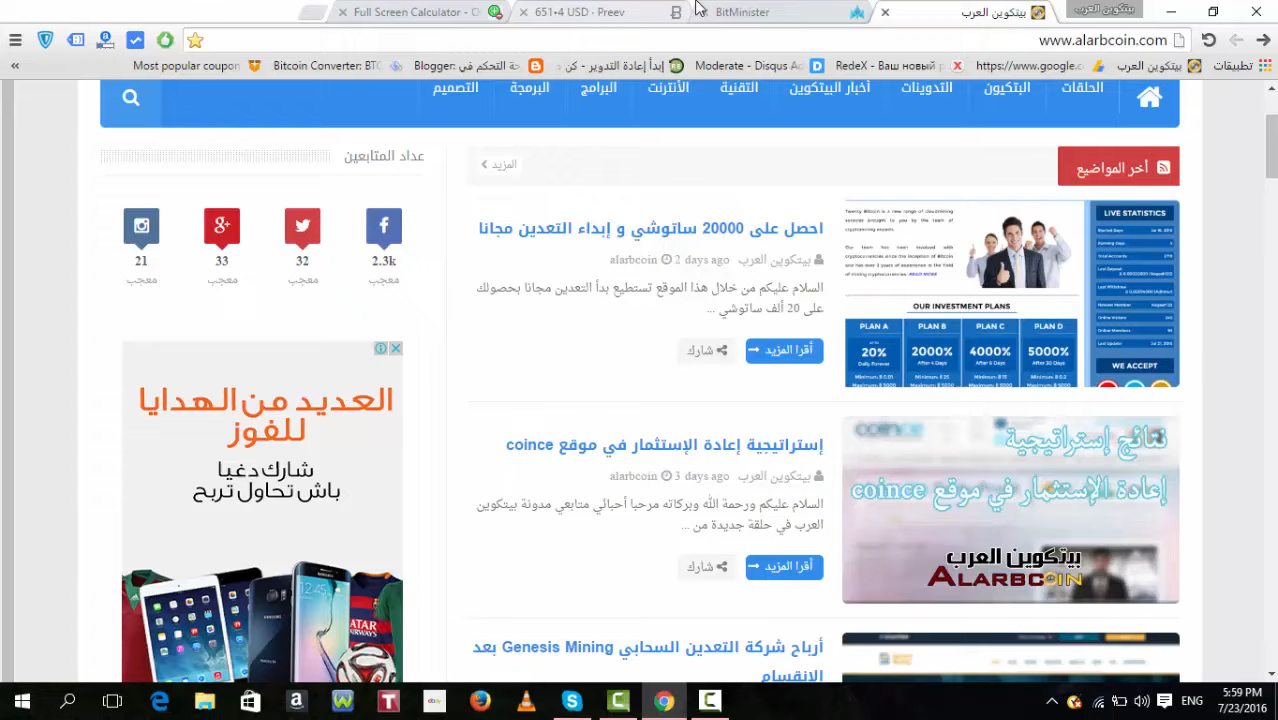 Full Screen Calculator - O
651.4 USD - Preev
BitMinister
بيتكوين العرب
بيتكوين العرب
www.alarbcoin.com
Most popular coupon
Bitcoin Converter: BTC
Blogger: التحكم في
إبدأ إعادة التدوير - كن
Moderate - Disqus Ad
RedeX - Ваш новый
https://www.google.c
بيتكوين العرب
تطبيقات
الحلقات
البتكيون
التدوينات
أخبار البيتكوين
التقنية
الأنترنت
البرامج
البرمجة
التصميم
أخر المواضيع
المزيد
عداد المتابعين
2.3k
32
33
21
معجب
معجب
معجب
معجب
احصل على 20000 ساتوشي و إبداء التعدين مجانا
بيتكوين العرب alarbcoin 2 days ago
السلام عليكم من خلال هذا الموقع تستطيع بدأ التعدين مجانا بحصولك
على 20 ألف ساتوشي ...
أقرا المزيد
شارك
OUR INVESTMENT PLANS
PLAN A
PLAN B
PLAN C
PLAN D
20%
2000%
4000%
5000%
LIVE STATISTICS
WE ACCEPT
إستراتيجية إعادة الإستثمار في موقع coince
بيتكوين العرب alarbcoin 3 days ago
السلام عليكم ورحمة الله وبركاته مرحبا أحبائي متابعي مدونة بيتكوين
العرب في حلقة جديدة من ...
أقرا المزيد
شارك
coince
نتائج إستراتيجية
إعادة الإستثمار في موقع coince
بيتكوين العرب
ALARBCOIN
أرباح شركة التعدين السحابي Genesis Mining بعد
الانقسام
العديد من الهدايا
للفوز
شارك دغيا
باش تحاول تربح
ENG
5:59 PM
7/23/2016